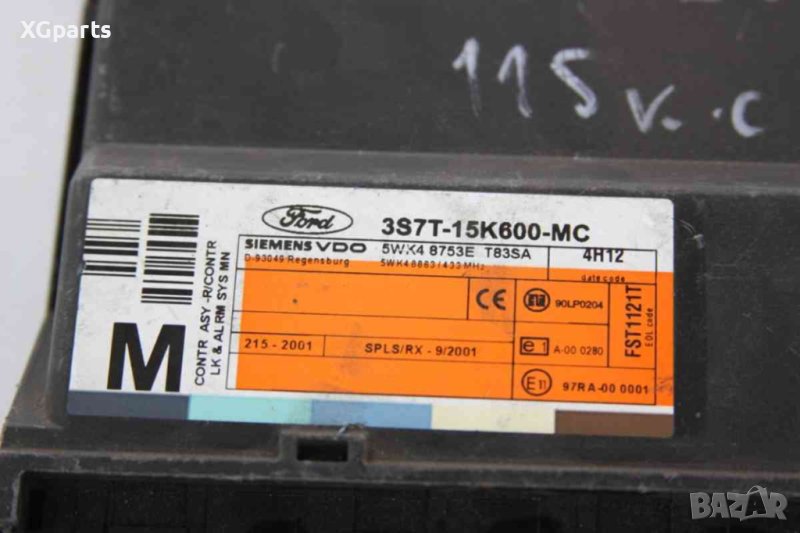 XGparts
115 v. .c
Ford
3S7T-15K600-MC
SIEMENS VDO
5WK4 8753E T83SA
4H12
D-93049 Regensburg
5WK48883/433 MHz
date code
CE
90LP0204
FST1121T
EOL code
215 - 2001
SPLS/RX - 9/2001
e1
A-00 0280
E11
97RA-00 0001
M
CONTR ASY -R/CONTR
LK & ALRM SYS MN
BAZAR